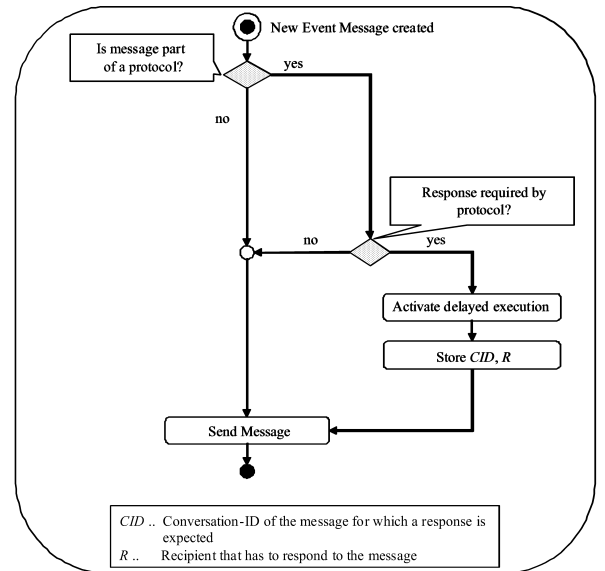 New Event Message created
Is message part
of a protocol?
yes
no
Response required by
protocol?
no
yes
Activate delayed execution
Store CID, R
Send Message
CID .. Conversation-ID of the message for which a response is
expected
R .. Recipient that has to respond to the message